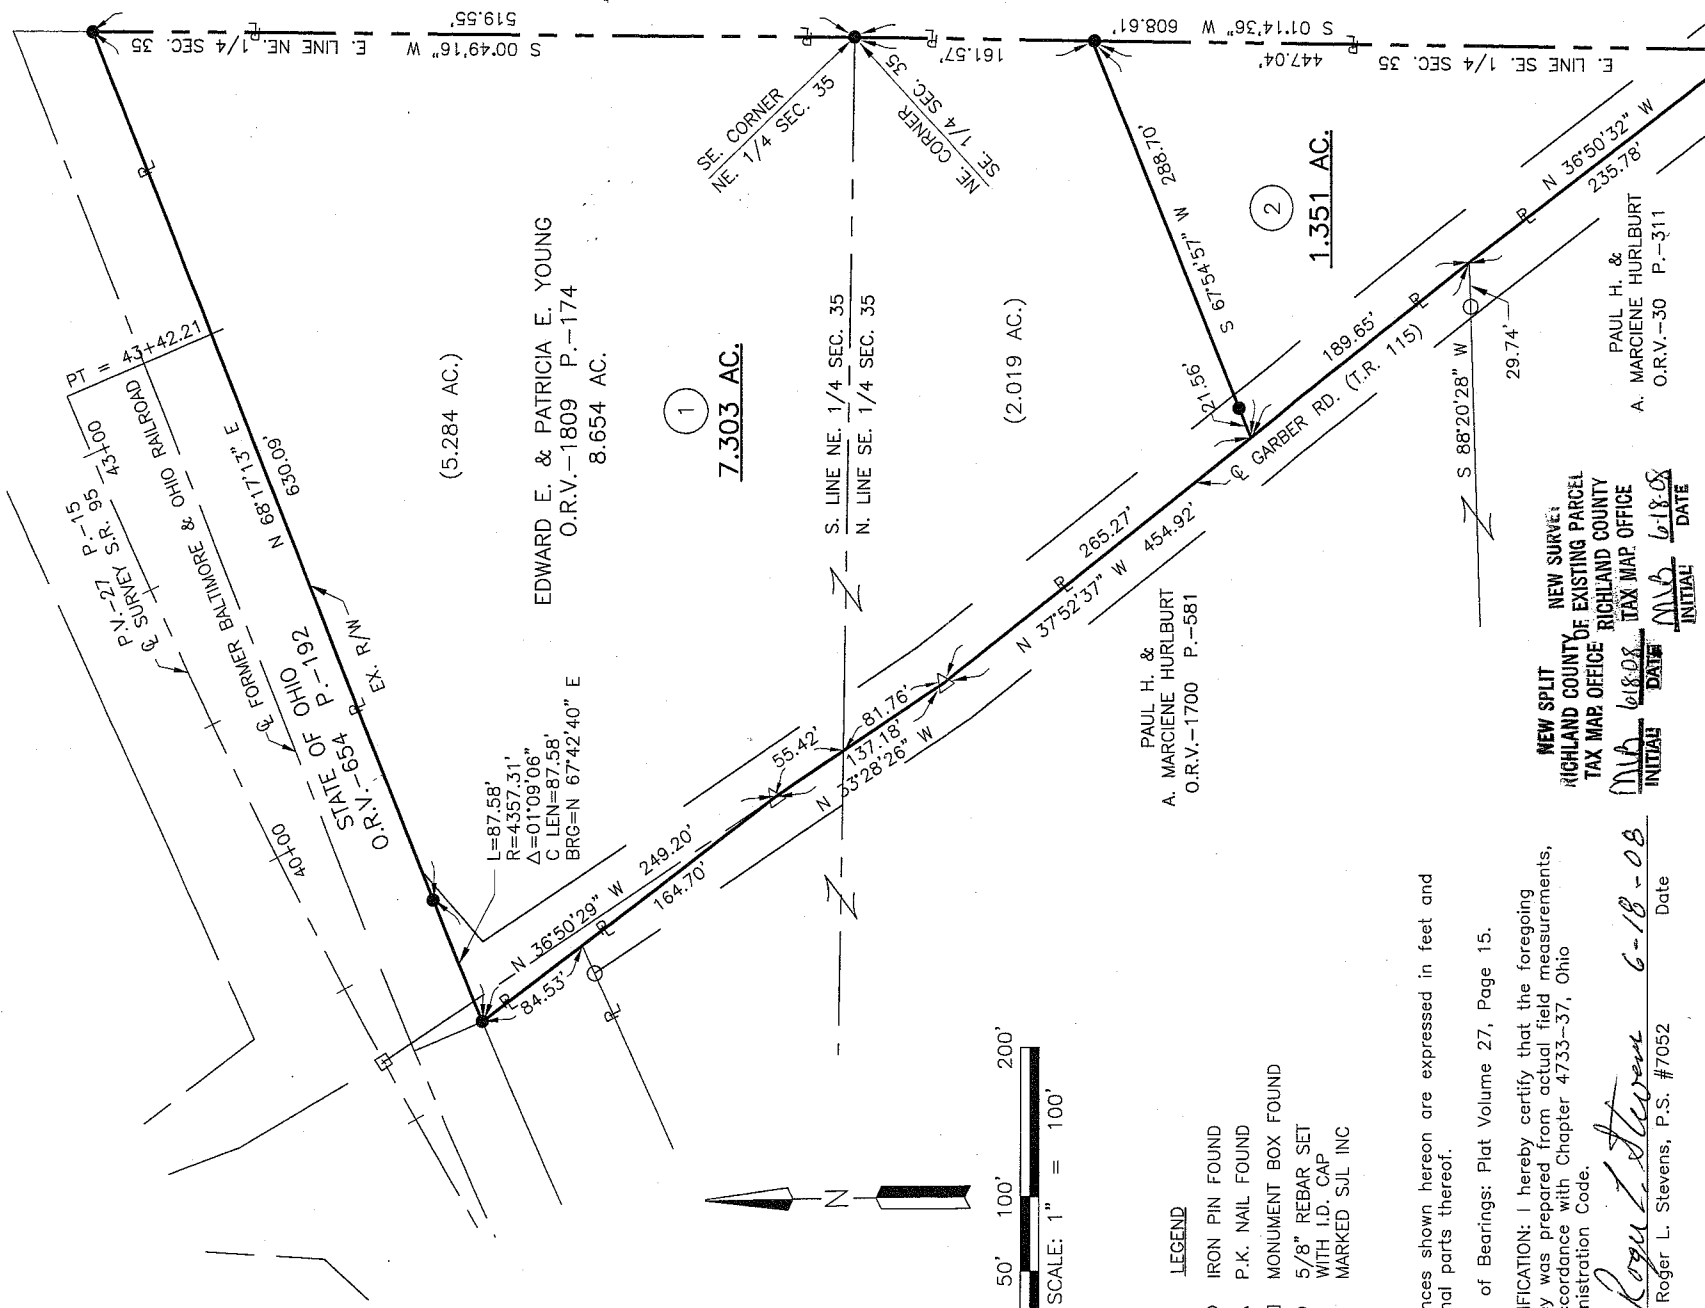 519.55'
S 00°49'16" W
E. LINE NE. 1/4 SEC. 35
161.57'
608.61'
S 01°14'36" W
447.04'
E. LINE SE. 1/4 SEC 35
SE. CORNER
NE. 1/4 SEC. 35
NE. CORNER
SE. 1/4 SEC. 35
PT = 43+42.21
P.V.-27 P.-15
℄ SURVEY S.R. 95
43+00
℄ FORMER BALTIMORE & OHIO RAILROAD
N 68°17'13" E
630.09'
STATE OF OHIO
O.R.V.-654 P.-192
EX. R/W
40+00
(5.284 AC.)
EDWARD E. & PATRICIA E. YOUNG
O.R.V.-1809 P.-174
8.654 AC.
1
7.303 AC.
S. LINE NE. 1/4 SEC. 35
N. LINE SE. 1/4 SEC. 35
(2.019 AC.)
288.70'
S 67°54'57" W
21.56'
2
1.351 AC.
N 36°50'32" W
235.78'
189.65'
℄ GARBER RD. (T.R. 115)
S 88°20'28" W
29.74'
PAUL H. &
A. MARCIENE HURLBURT
O.R.V.-30 P.-311
265.27'
N 37°52'37" W 454.92'
81.76'
55.42'
137.18'
N 33°28'26" W
L=87.58'
R=4357.31'
Δ=01°09'06"
C LEN=87.58'
BRG=N 67°42'40" E
N 36°50'29" W 249.20'
164.70'
84.53'
PAUL H. &
A. MARCIENE HURLBURT
O.R.V.-1700 P.-581
N
50' 100' 200'
SCALE: 1" = 100'
LEGEND
IRON PIN FOUND
P.K. NAIL FOUND
MONUMENT BOX FOUND
5/8" REBAR SET
WITH I.D. CAP
MARKED SJL INC
nces shown hereon are expressed in feet and
nal parts thereof.
of Bearings: Plat Volume 27, Page 15.
IFICATION: I hereby certify that the foregoing
ey was prepared from actual field measurements,
ccordance with Chapter 4733-37, Ohio
nistration Code.
Roger L. Stevens 6-18-08
Roger L. Stevens, P.S. #7052 Date
NEW SPLIT
RICHLAND COUNTY
TAX MAP OFFICE
MLB 6-18-08
INITIAL DATE
NEW SURVEY
OF EXISTING PARCEL
RICHLAND COUNTY
TAX MAP OFFICE
MLB 6-18-08
INITIAL DATE